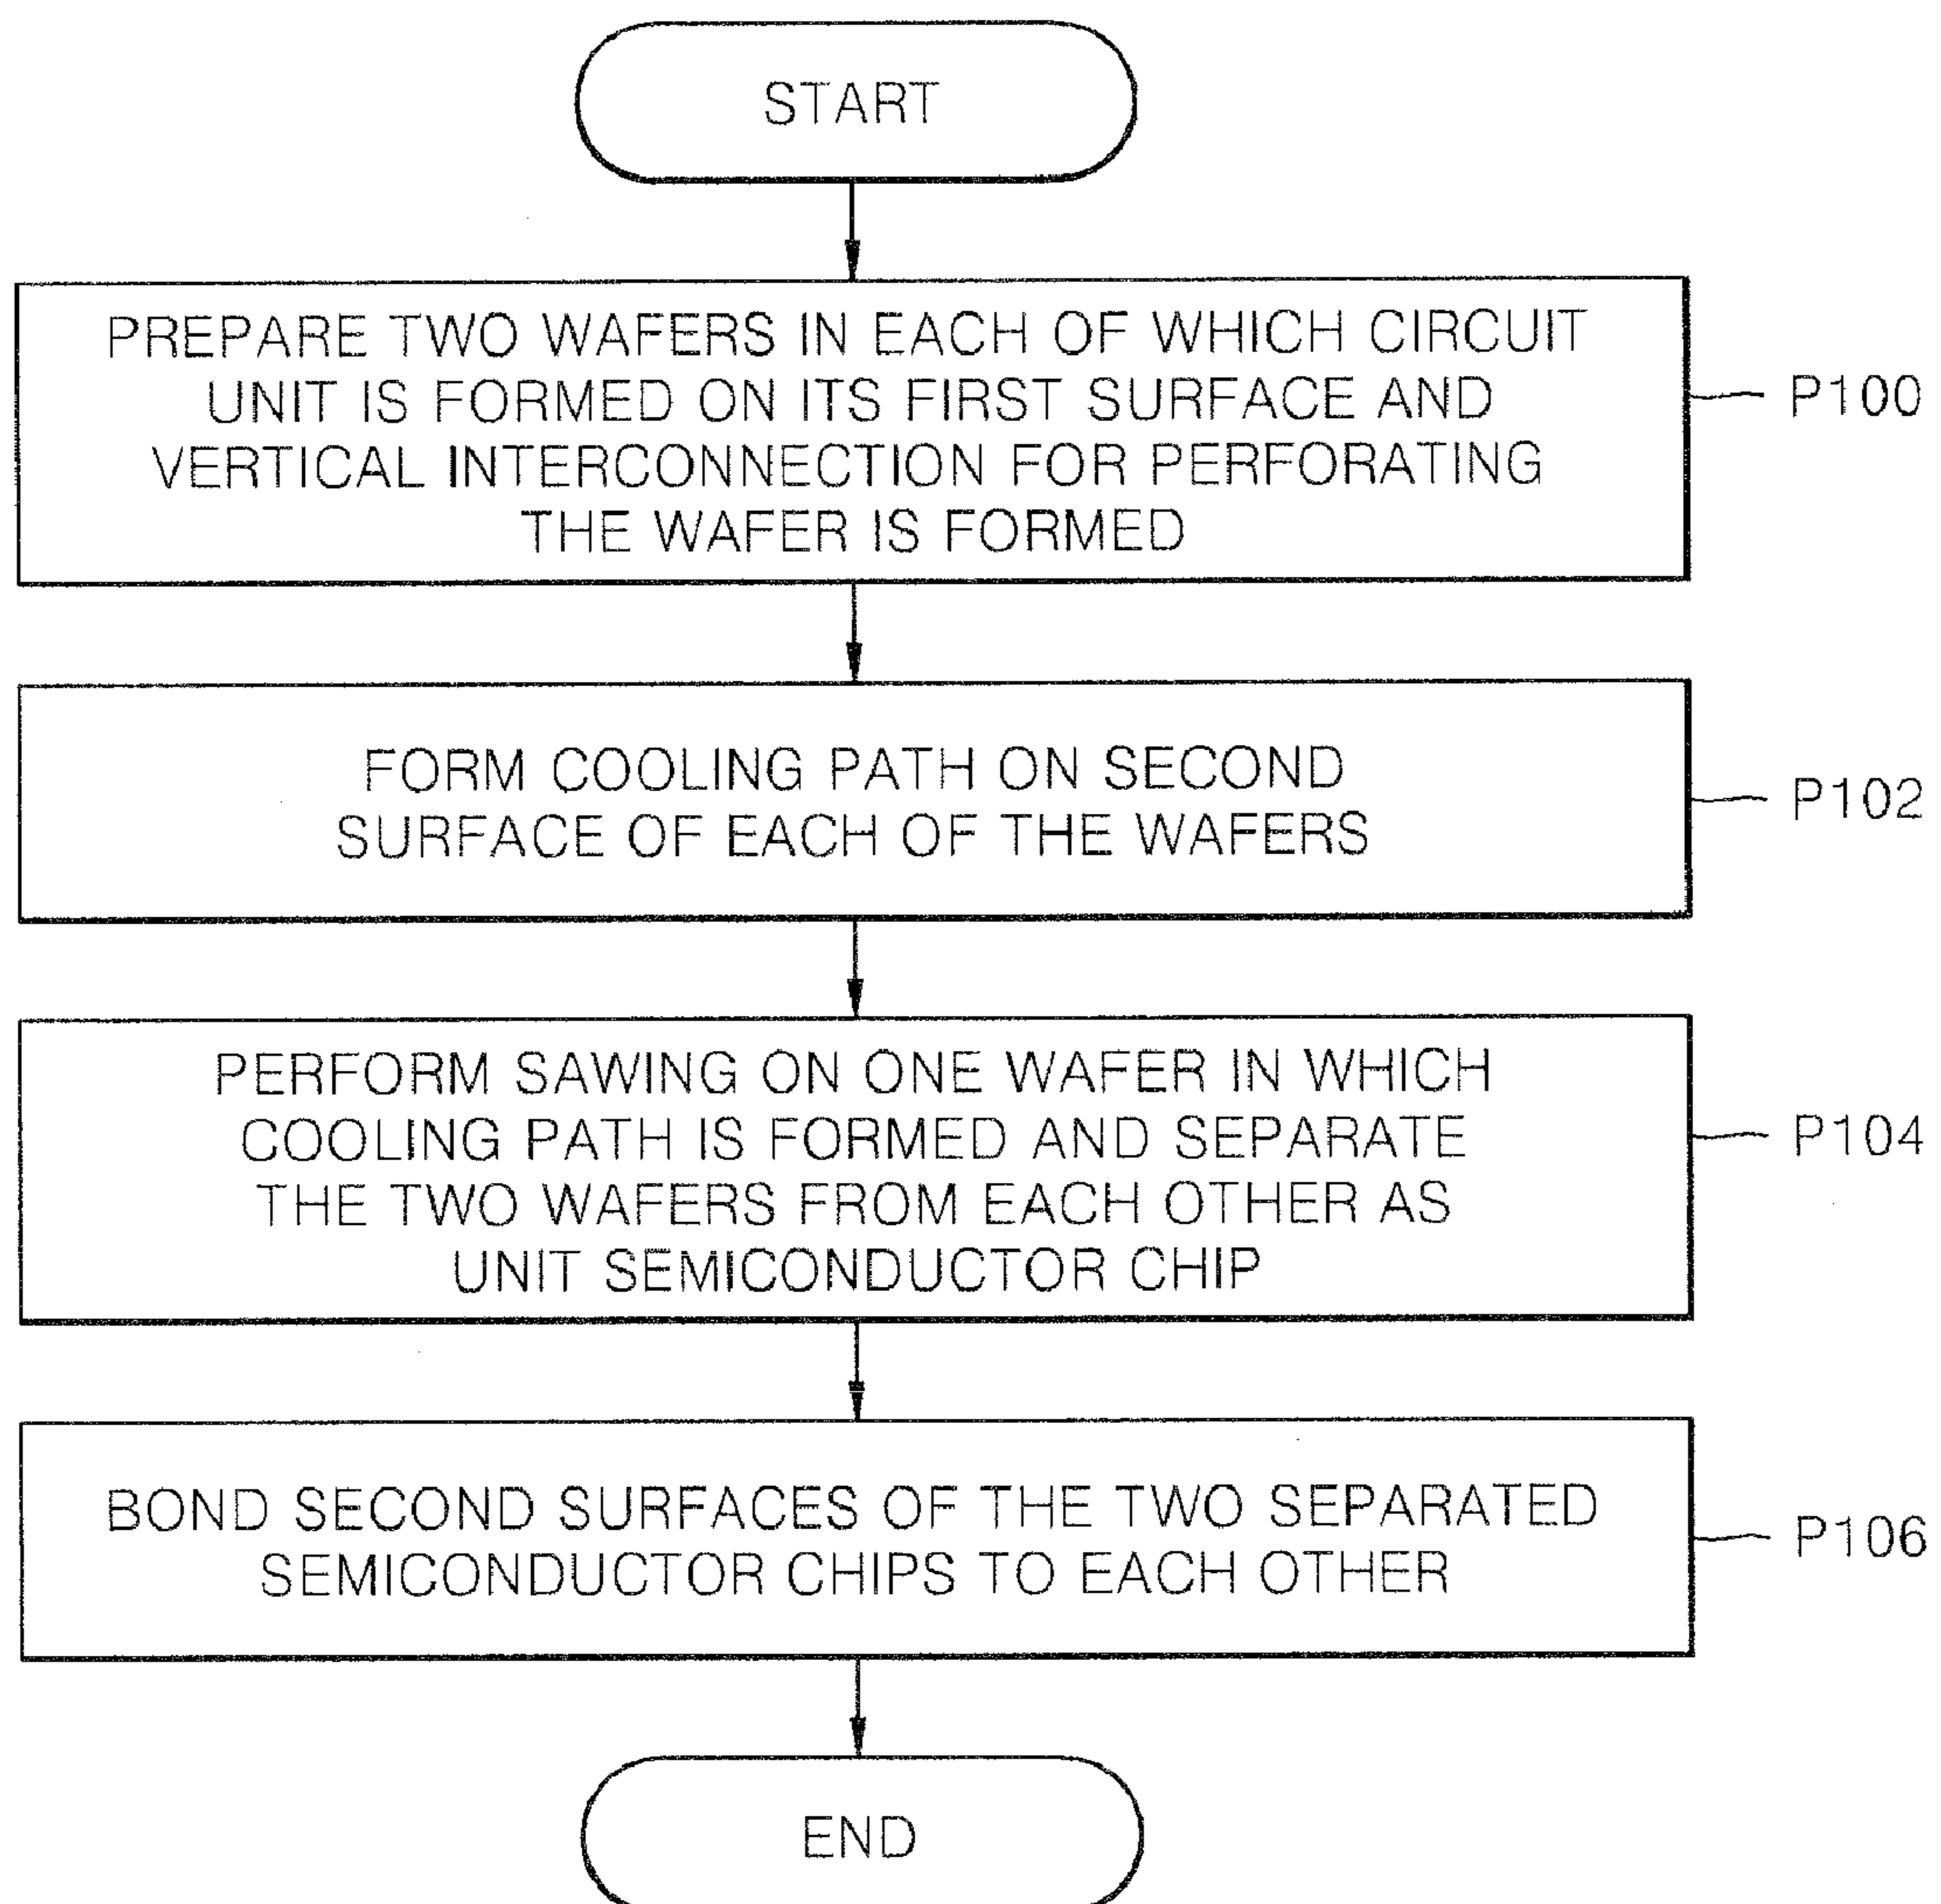 START
PREPARE TWO WAFERS IN EACH OF WHICH CIRCUIT
UNIT IS FORMED ON ITS FIRST SURFACE AND
VERTICAL INTERCONNECTION FOR PERFORATING
THE WAFER IS FORMED
P100
FORM COOLING PATH ON SECOND
SURFACE OF EACH OF THE WAFERS
P102
PERFORM SAWING ON ONE WAFER IN WHICH
COOLING PATH IS FORMED AND SEPARATE
THE TWO WAFERS FROM EACH OTHER AS
UNIT SEMICONDUCTOR CHIP
P104
BOND SECOND SURFACES OF THE TWO SEPARATED
SEMICONDUCTOR CHIPS TO EACH OTHER
P106
END